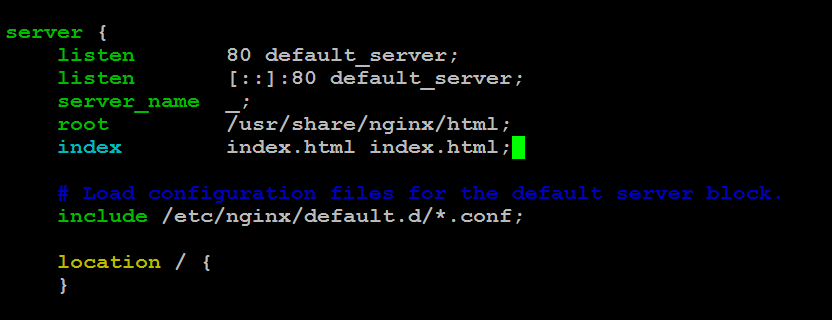 server {
    listen       80 default_server;
    listen       [::]:80 default_server;
    server_name  _;
    root         /usr/share/nginx/html;
    index        index.html index.html;
    # Load configuration files for the default server block.
    include /etc/nginx/default.d/*.conf;
    location / {
    }